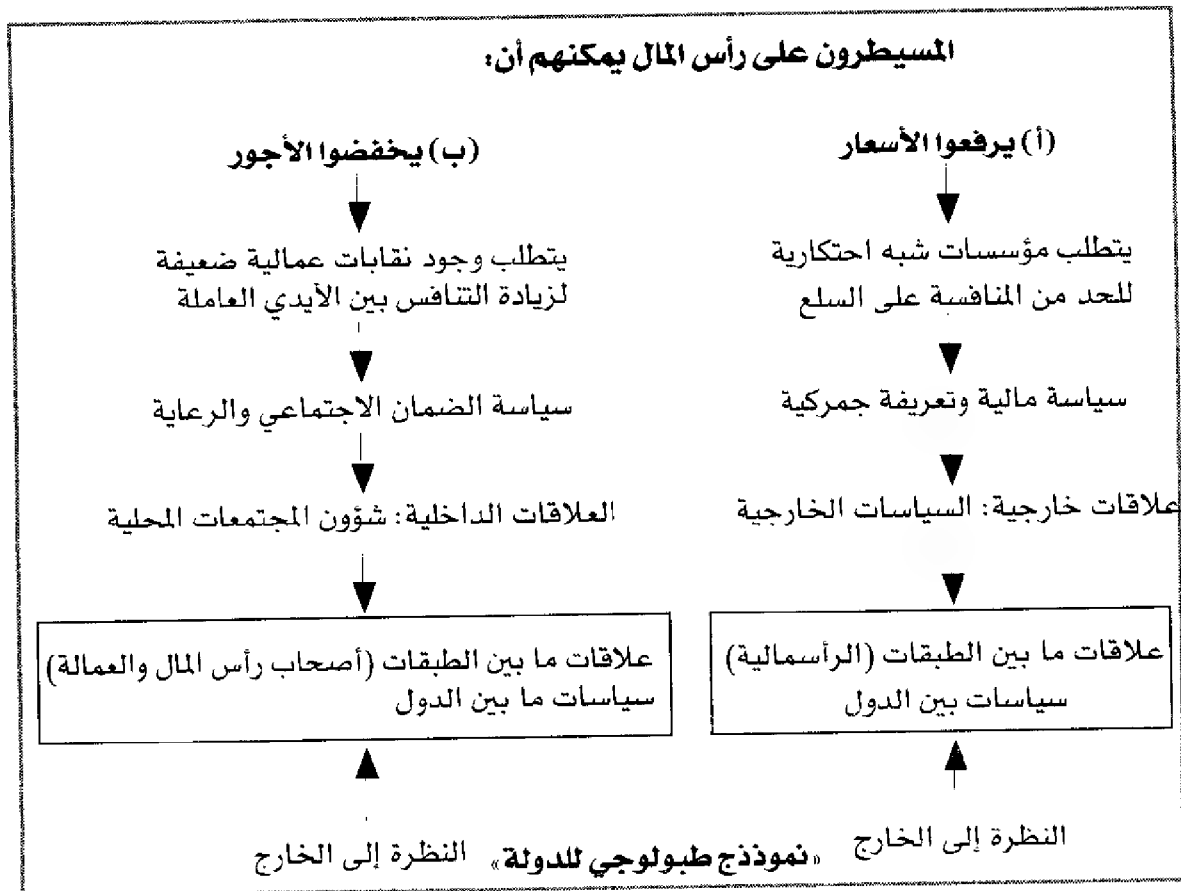 المسيطرون على رأس المال يمكنهم أن:
(أ) يرفعوا الأسعار
يتطلب مؤسسات شبه احتكارية
للحد من المنافسة على السلع
سياسة مالية وتعريفة جمركية
علاقات خارجية: السياسات الخارجية
علاقات ما بين الطبقات (الرأسمالية)
سياسات بين الدول
النظرة إلى الخارج
(ب) يخفضوا الأجور
يتطلب وجود نقابات عمالية ضعيفة
لزيادة التنافس بين الأيدي العاملة
سياسة الضمان الاجتماعي والرعاية
العلاقات الداخلية: شؤون المجتمعات المحلية
علاقات ما بين الطبقات (أصحاب رأس المال والعمالة)
سياسات ما بين الدول
النظرة إلى الخارج
«نموذذج طبولوجي للدولة»